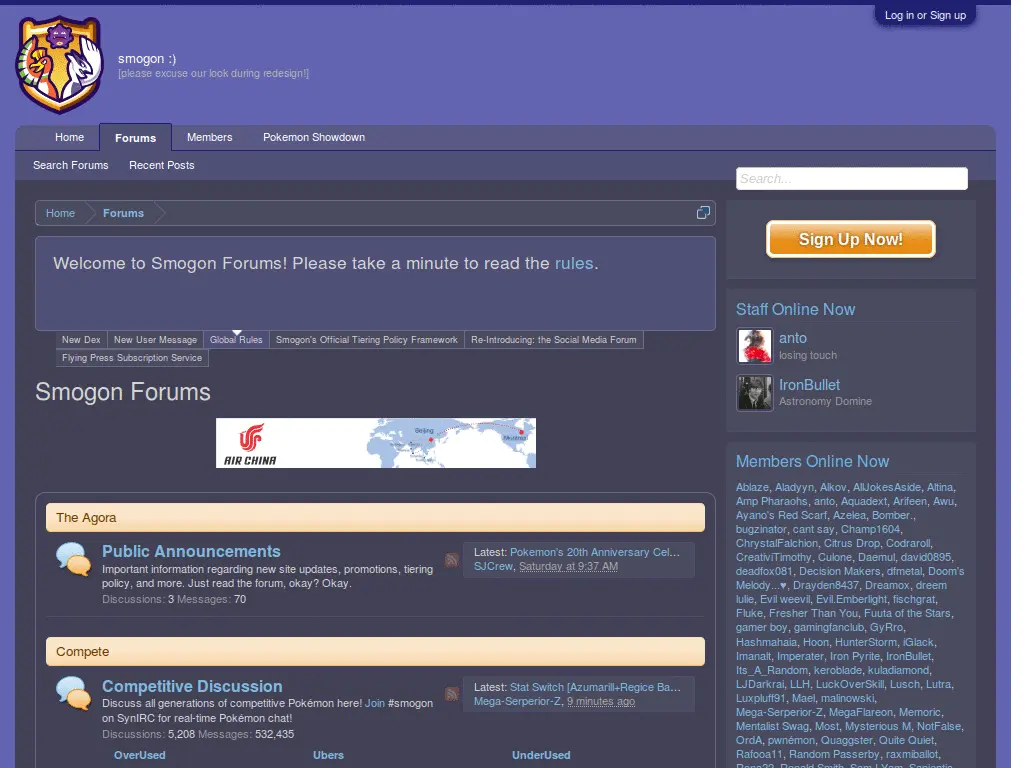 Log in or Sign up
smogon :)
[please excuse our look during redesign!]
Home Forums Members Pokemon Showdown
Search Forums Recent Posts
Search...
Home Forums
Welcome to Smogon Forums! Please take a minute to read the rules.
New Dex New User Message Global Rules Smogon's Official Tiering Policy Framework Re-Introducing: the Social Media Forum
Flying Press Subscription Service
Smogon Forums
AIR CHINA
Beijing
The Agora
Public Announcements
Important information regarding new site updates, promotions, tiering
policy, and more. Just read the forum, okay? Okay.
Discussions: 3 Messages: 70
Latest: Pokemon's 20th Anniversary Cel...
SJCrew, Saturday at 9:37 AM
Compete
Competitive Discussion
Discuss all generations of competitive Pokémon here! Join #smogon
on SynIRC for real-time Pokémon chat!
Discussions: 5,208 Messages: 532,435
Latest: Stat Switch [Azumarill+Regice Ba...
Mega-Serperior-Z, 9 minutes ago
OverUsed Ubers UnderUsed
Sign Up Now!
Staff Online Now
anto
losing touch
IronBullet
Astronomy Domine
Members Online Now
Ablaze, Aladyyn, Alkov, AllJokesAside, Altina,
Amp Pharaohs, anto, Aquadext, Arifeen, Awu,
Ayano's Red Scarf, Azelea, Bomber.,
bugzinator, cant say, Champ1604,
ChrystalFalchion, Citrus Drop, Codraroll,
CreativiTimothy, Culone, Daemul, david0895,
deadfox081, Decision Makers, dfmetal, Doom's
Melody...♥, Drayden8437, Dreamox, dreem
lulie, Evil weevil, Evil.Emberlight, fischgrat,
Fluke, Fresher Than You, Fuuta of the Stars,
gamer boy, gamingfanclub, GyRro,
Hashmahaia, Hoon, HunterStorm, iGlack,
Imanalt, Imperater, Iron Pyrite, IronBullet,
Its_A_Random, keroblade, kuladiamond,
LJDarkrai, LLH, LuckOverSkill, Lusch, Lutra,
Luxpluff91, Mael, malinowski,
Mega-Serperior-Z, MegaFlareon, Memoric,
Mentalist Swag, Most, Mysterious M, NotFalse,
OrdA, pwnémon, Quaggster, Quite Quiet,
Rafooa11, Random Passerby, raxmiballot,